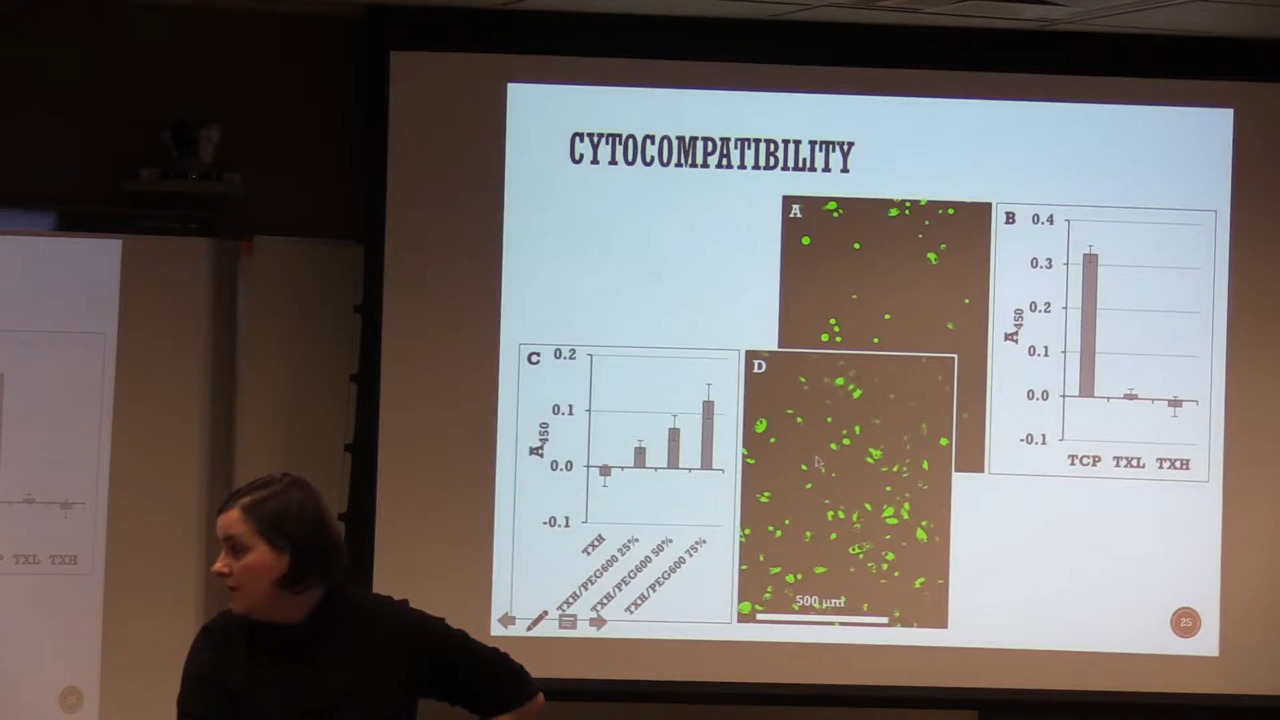 CYTOCOMPATIBILITY
A
B
0.4
0.3
0.2
0.1
0.0
-0.1
A450
TCP TXL TXH
C
0.2
0.1
0.0
-0.1
A450
TXH
TXH/PEG600 25%
TXH/PEG600 50%
TXH/PEG600 75%
D
500 µm
25
P TXL TXH